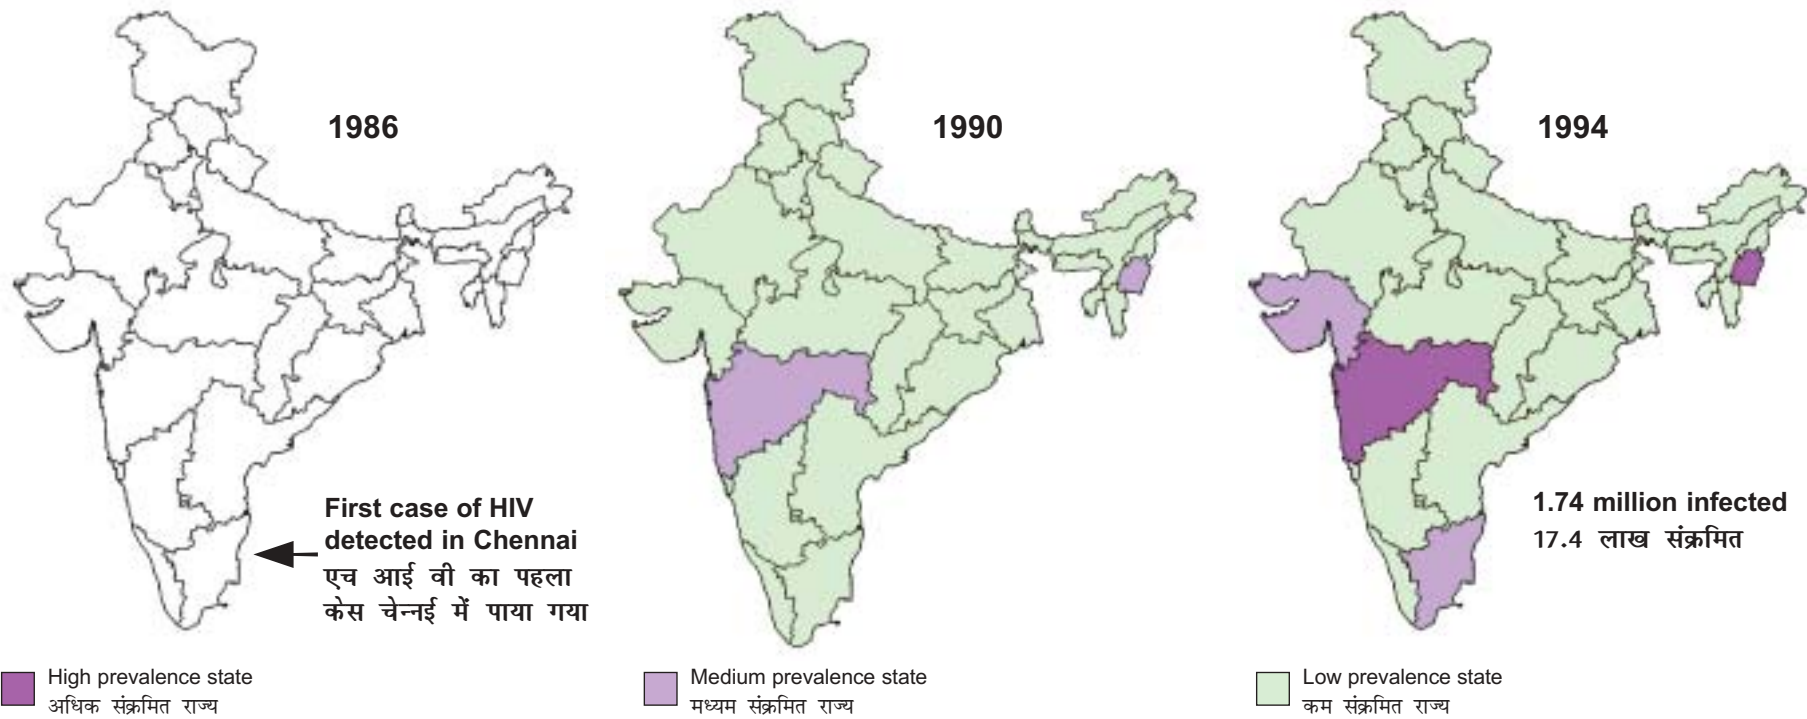 1986
1990
1994
First case of HIV
detected in Chennai
एच आई वी का पहला
केस चेन्नई में पाया गया
1.74 million infected
17.4 लाख संक्रमित
High prevalence state
अधिक संक्रमित राज्य
Medium prevalence state
मध्यम संक्रमित राज्य
Low prevalence state
कम संक्रमित राज्य